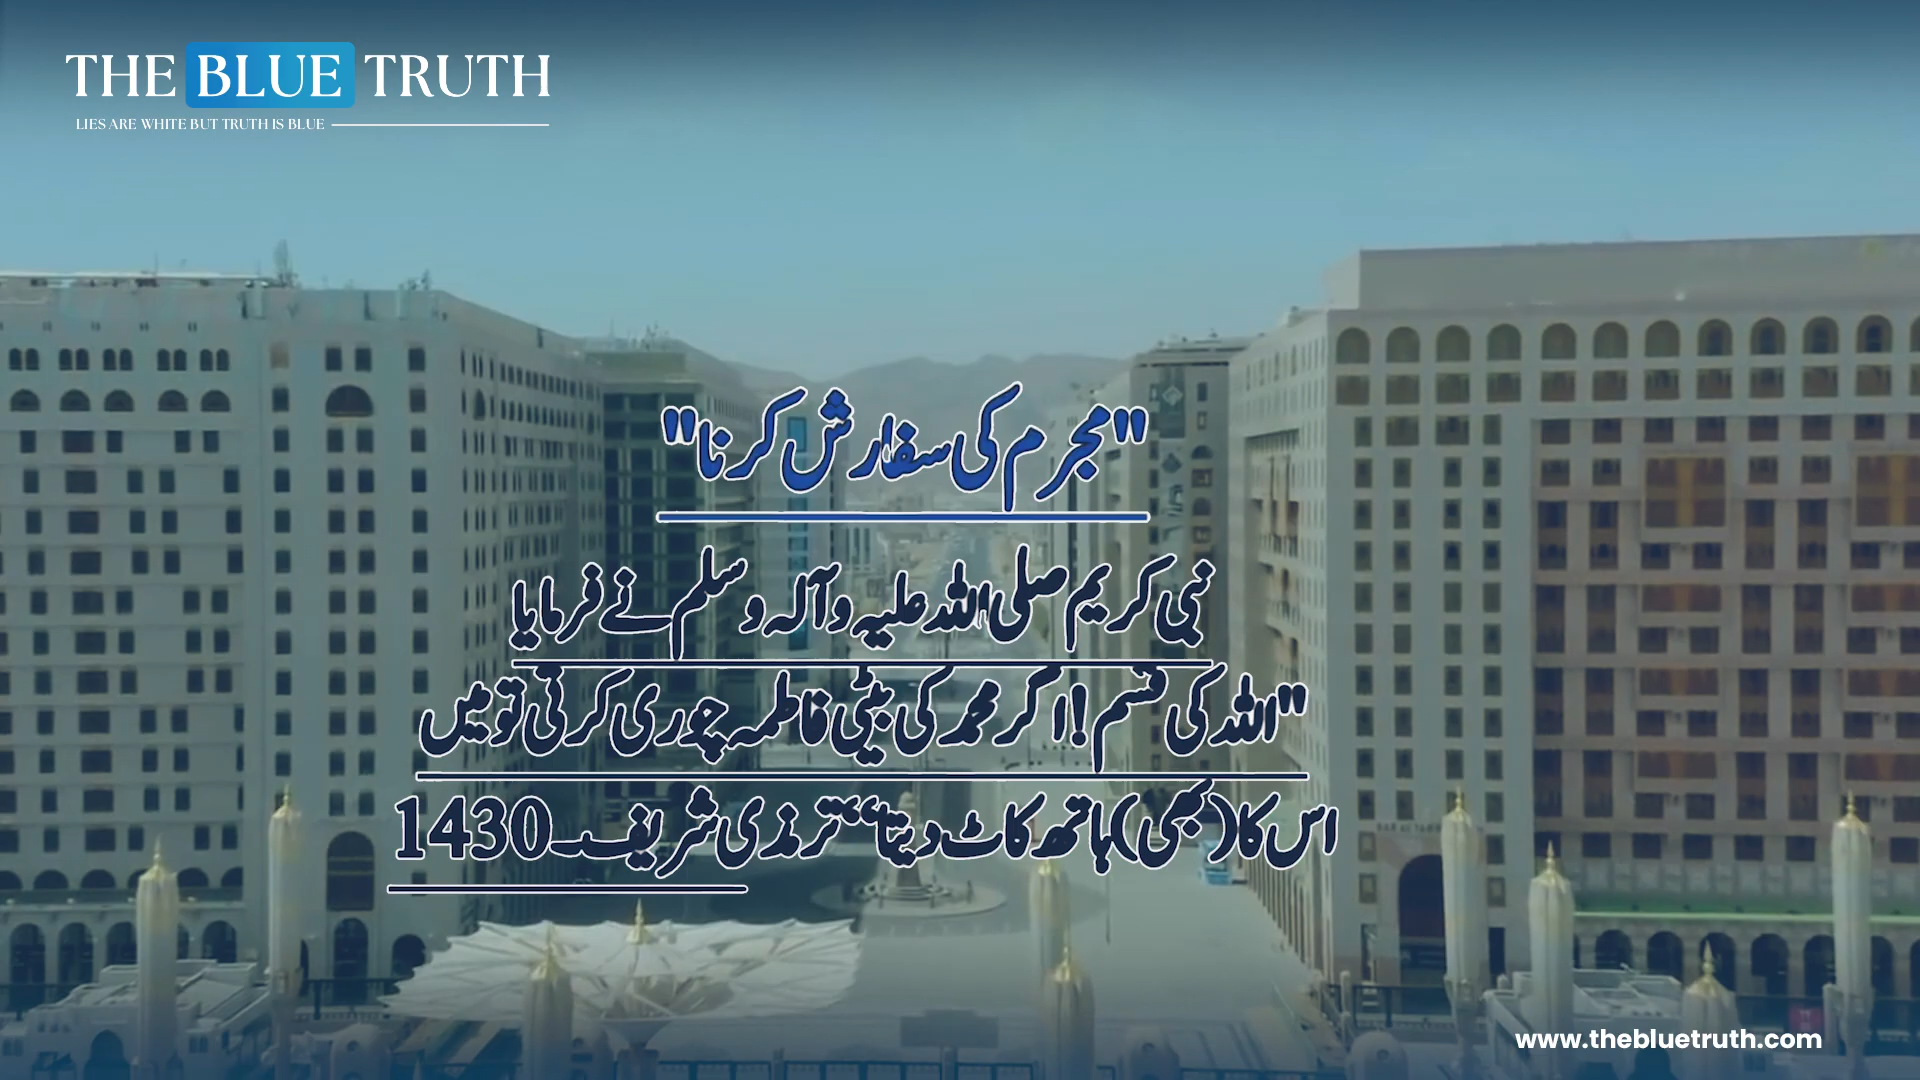 THE BLUE TRUTH
LIES ARE WHITE BUT TRUTH IS BLUE
"مجرم کی سفارش کرنا"
نبی کریم صلی اللہ علیہ وآلہ وسلم نے فرمایا
"اللہ کی قسم! اگر محمد کی بیٹی فاطمہ چوری کرتی تو میں
اس کا (بھی) ہاتھ کاٹ دیتا“ ترمذی شریف۔1430
www.thebluetruth.com